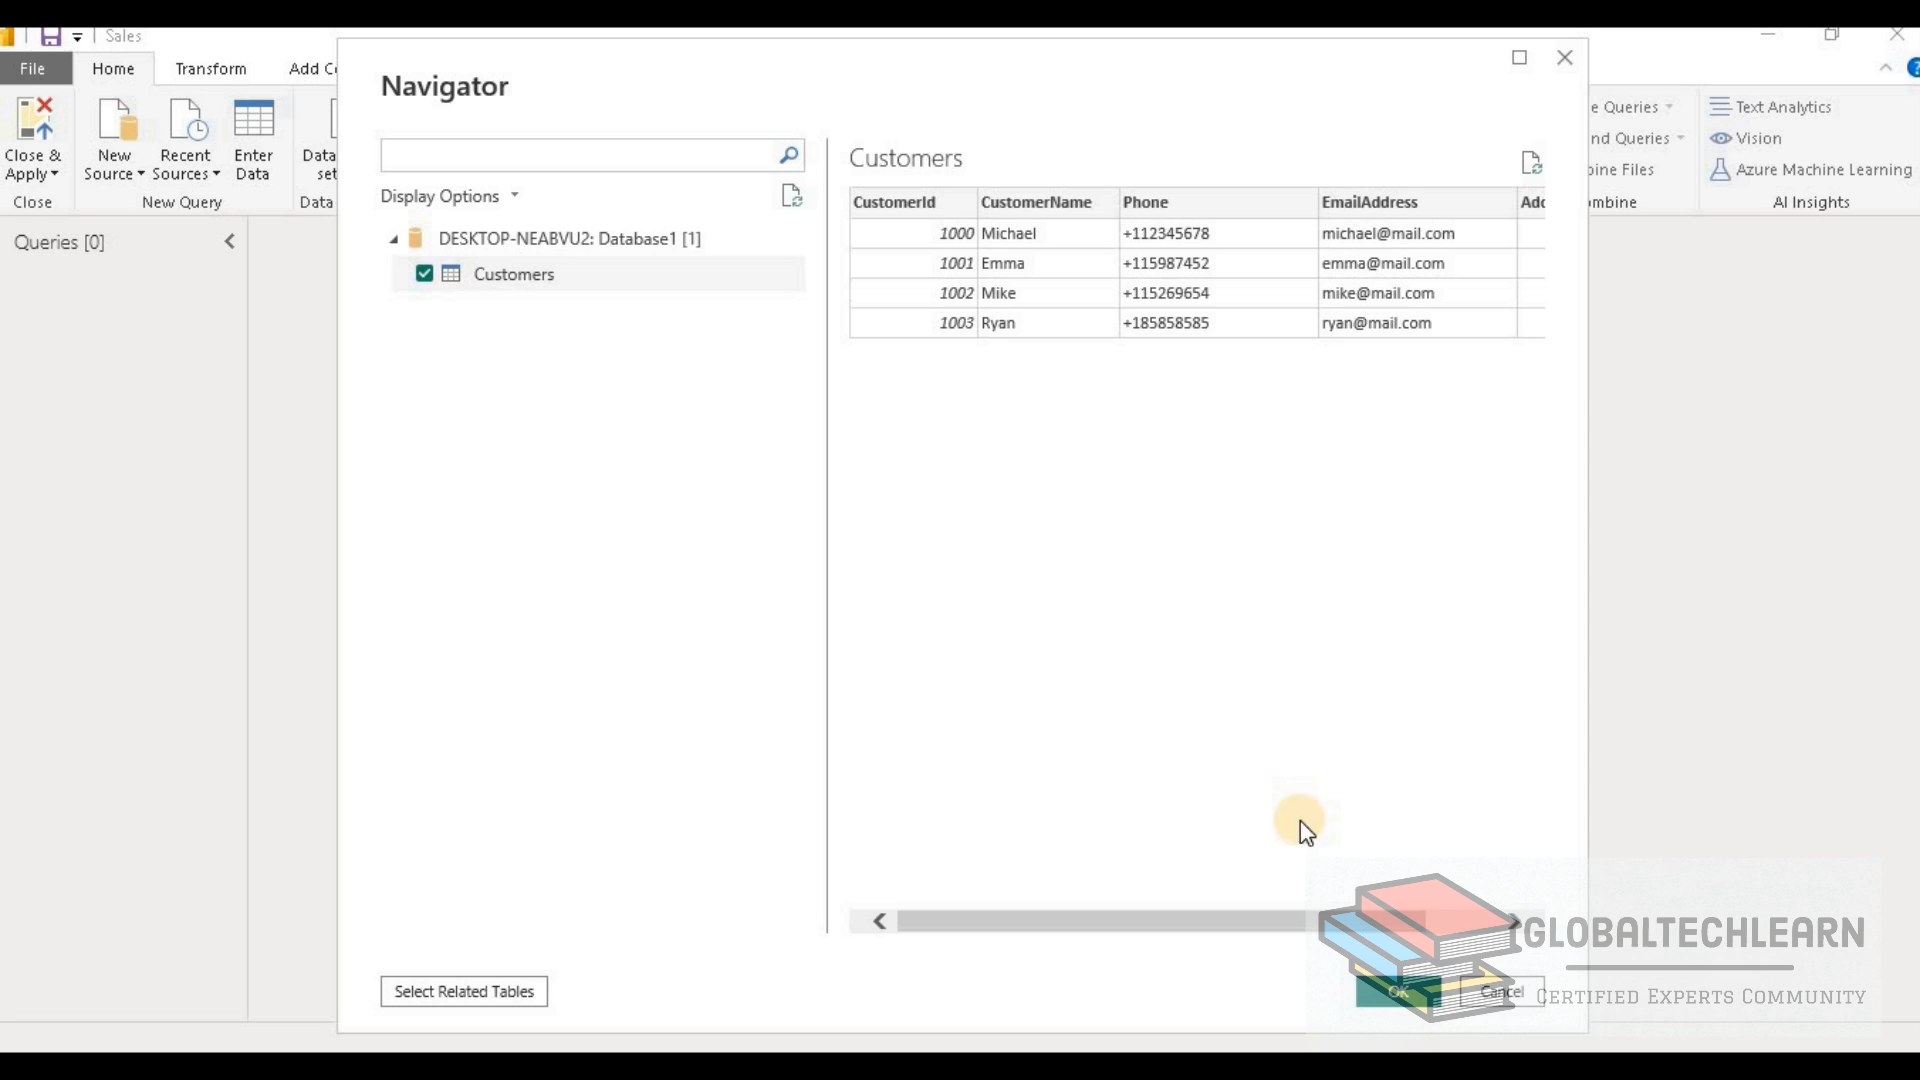 Sales
File
Home
Transform
Add C
Close &
Apply
New
Source
Recent
Sources
Enter
Data
Data
set
Close
New Query
Data
e Queries
nd Queries
bine Files
mbine
Text Analytics
Vision
Azure Machine Learning
AI Insights
Queries [0]
Navigator
Display Options
DESKTOP-NEABVU2: Database1 [1]
Customers
Customers
CustomerId CustomerName Phone EmailAddress Add
1000 Michael +112345678 michael@mail.com
1001 Emma +115987452 emma@mail.com
1002 Mike +115269654 mike@mail.com
1003 Ryan +185858585 ryan@mail.com
Select Related Tables
OK
Cancel
GLOBALTECHLEARN
CERTIFIED EXPERTS COMMUNITY